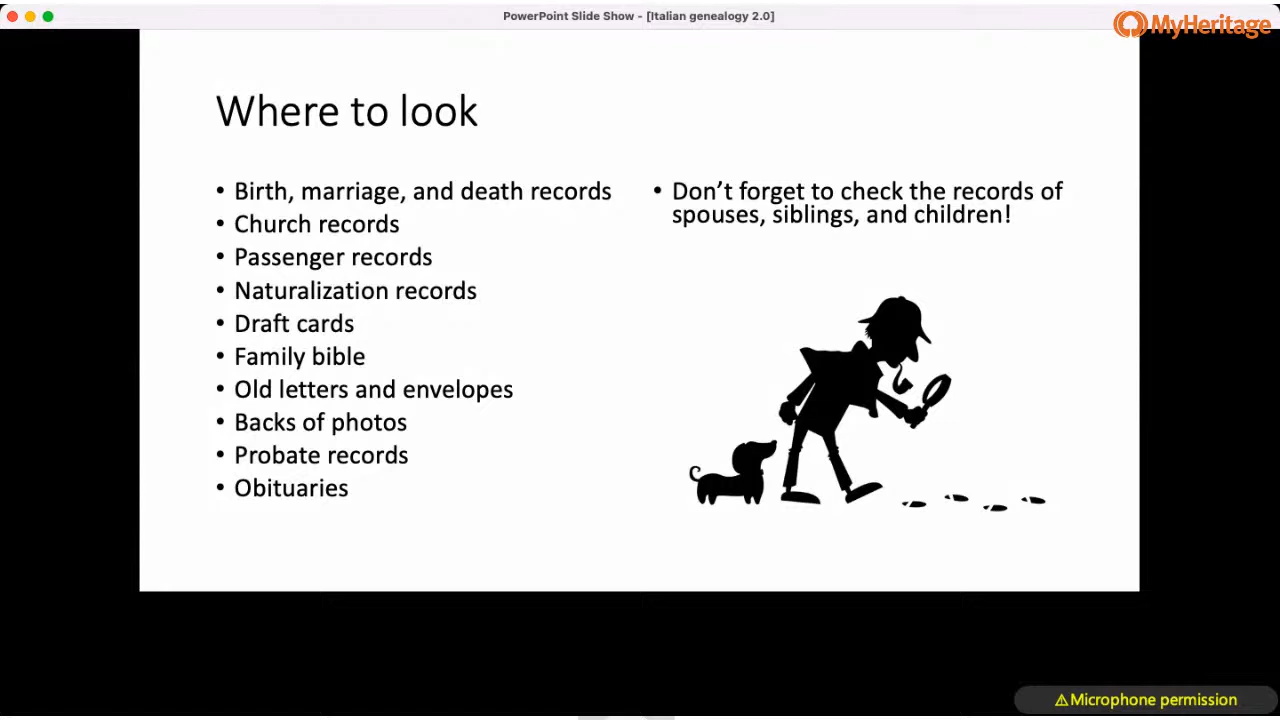 PowerPoint Slide Show - [Italian genealogy 2.0]
MyHeritage
Where to look
• Birth, marriage, and death records
• Church records
• Passenger records
• Naturalization records
• Draft cards
• Family bible
• Old letters and envelopes
• Backs of photos
• Probate records
• Obituaries
• Don’t forget to check the records of
spouses, siblings, and children!
⚠Microphone permission